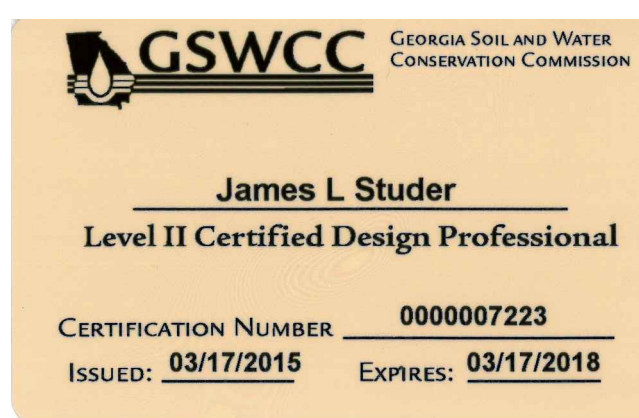 GSWCC
GEORGIA SOIL AND WATER
CONSERVATION COMMISSION
James L Studer
Level II Certified Design Professional
CERTIFICATION NUMBER 0000007223
ISSUED: 03/17/2015 EXPIRES: 03/17/2018